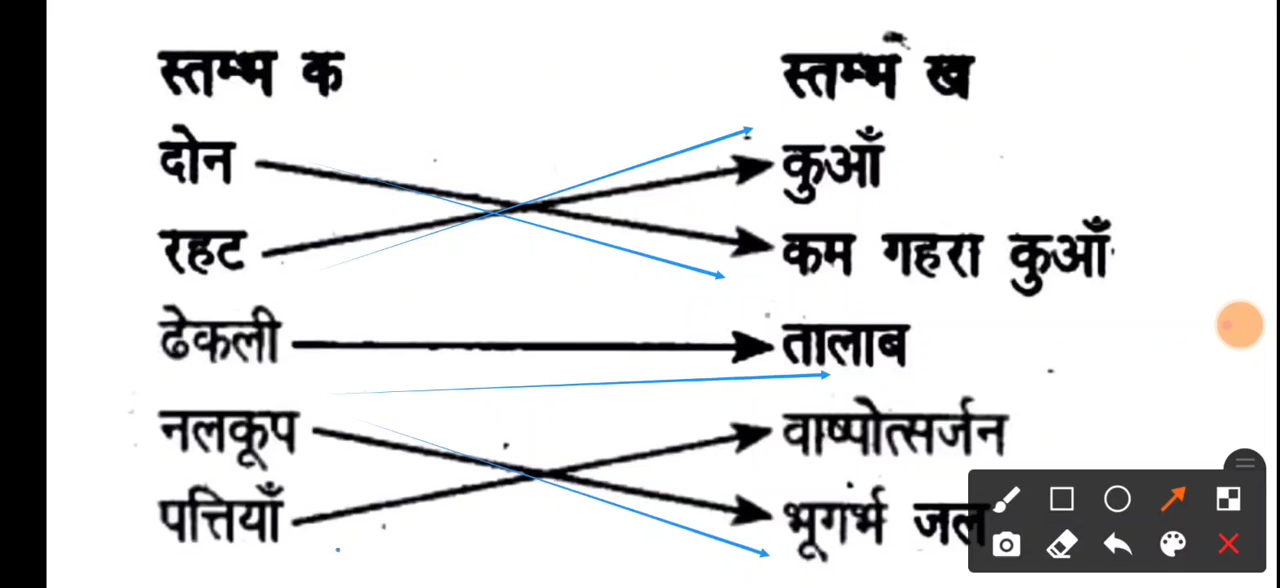 स्तम्भ क स्तम्भ ख
दोन कुआँ
रहट कम गहरा कुआँ
ढेकली तालाब
नलकूप वाष्पोत्सर्जन
पत्तियाँ भूगर्भ जल